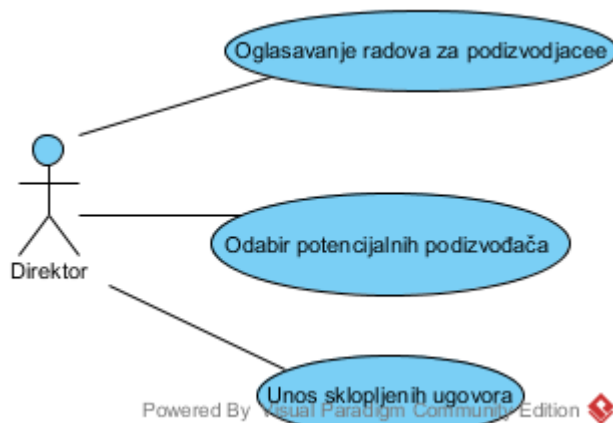 Oglasavanje radova za podizvodjacee
Odabir potencijalnih podizvođača
Direktor
Unos sklopljenih ugovora
Powered By Visual Paradigm Community Edition